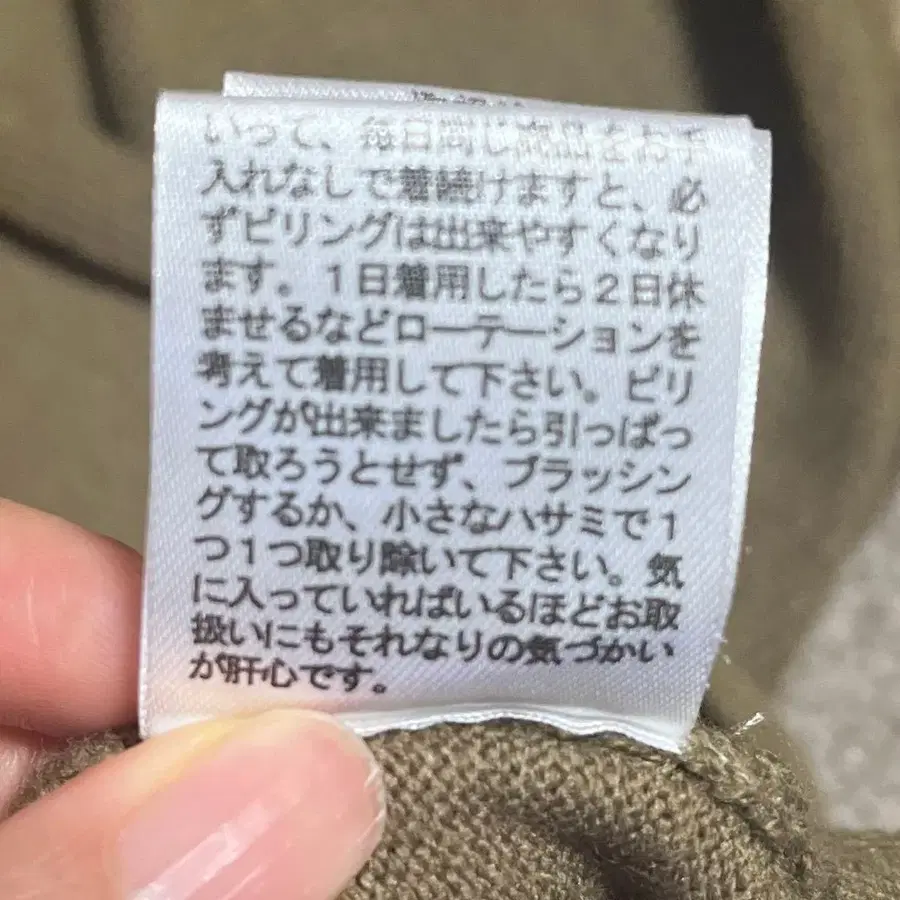 いって、毎日同じ商品をお手
入れなしで着続けますと、必
ずピリングは出来やすくなり
ます。1日着用したら2日休
ませるなどローテーションを
考えて着用して下さい。ピリ
ングが出来ましたら引っぱっ
て取ろうとせず、ブラッシン
グするか、小さなハサミで1
つ1つ取り除いて下さい。気
に入っていればいるほどお取
扱いにもそれなりの気づかい
が肝心です。